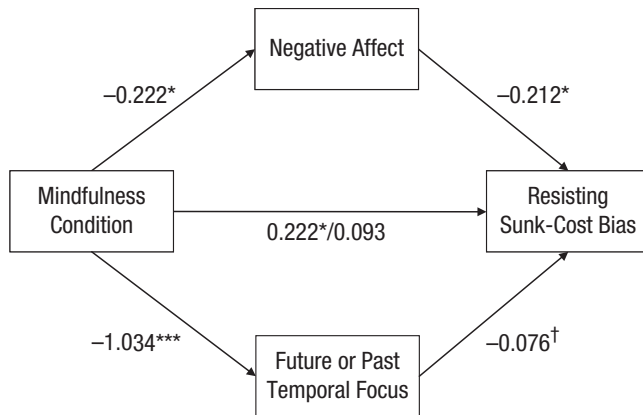 Negative Affect
–0.222*
–0.212*
Mindfulness
Condition
Resisting
Sunk-Cost Bias
0.222*/0.093
–1.034***
–0.076†
Future or Past
Temporal Focus